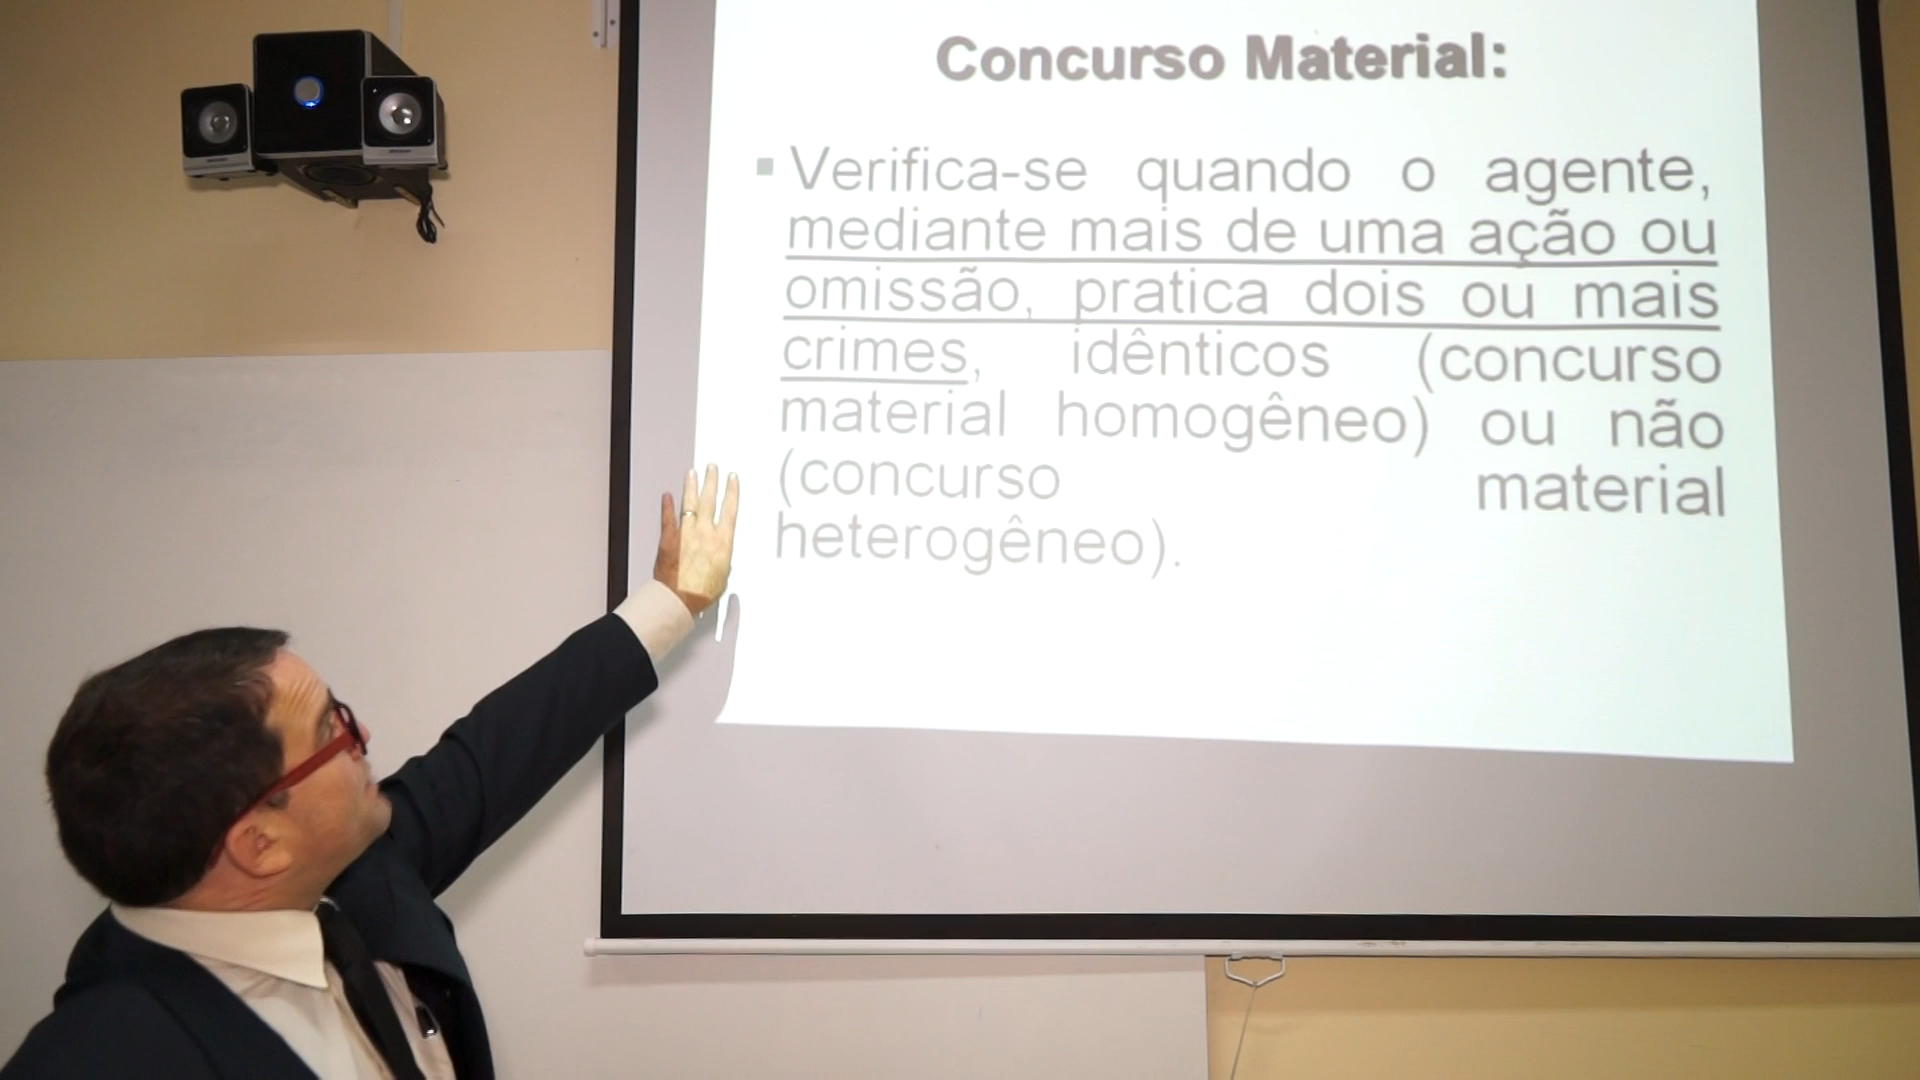 Concurso Material:
▪ Verifica-se quando o agente,
mediante mais de uma ação ou
omissão, pratica dois ou mais
crimes, idênticos (concurso
material homogêneo) ou não
(concurso material
heterogêneo).